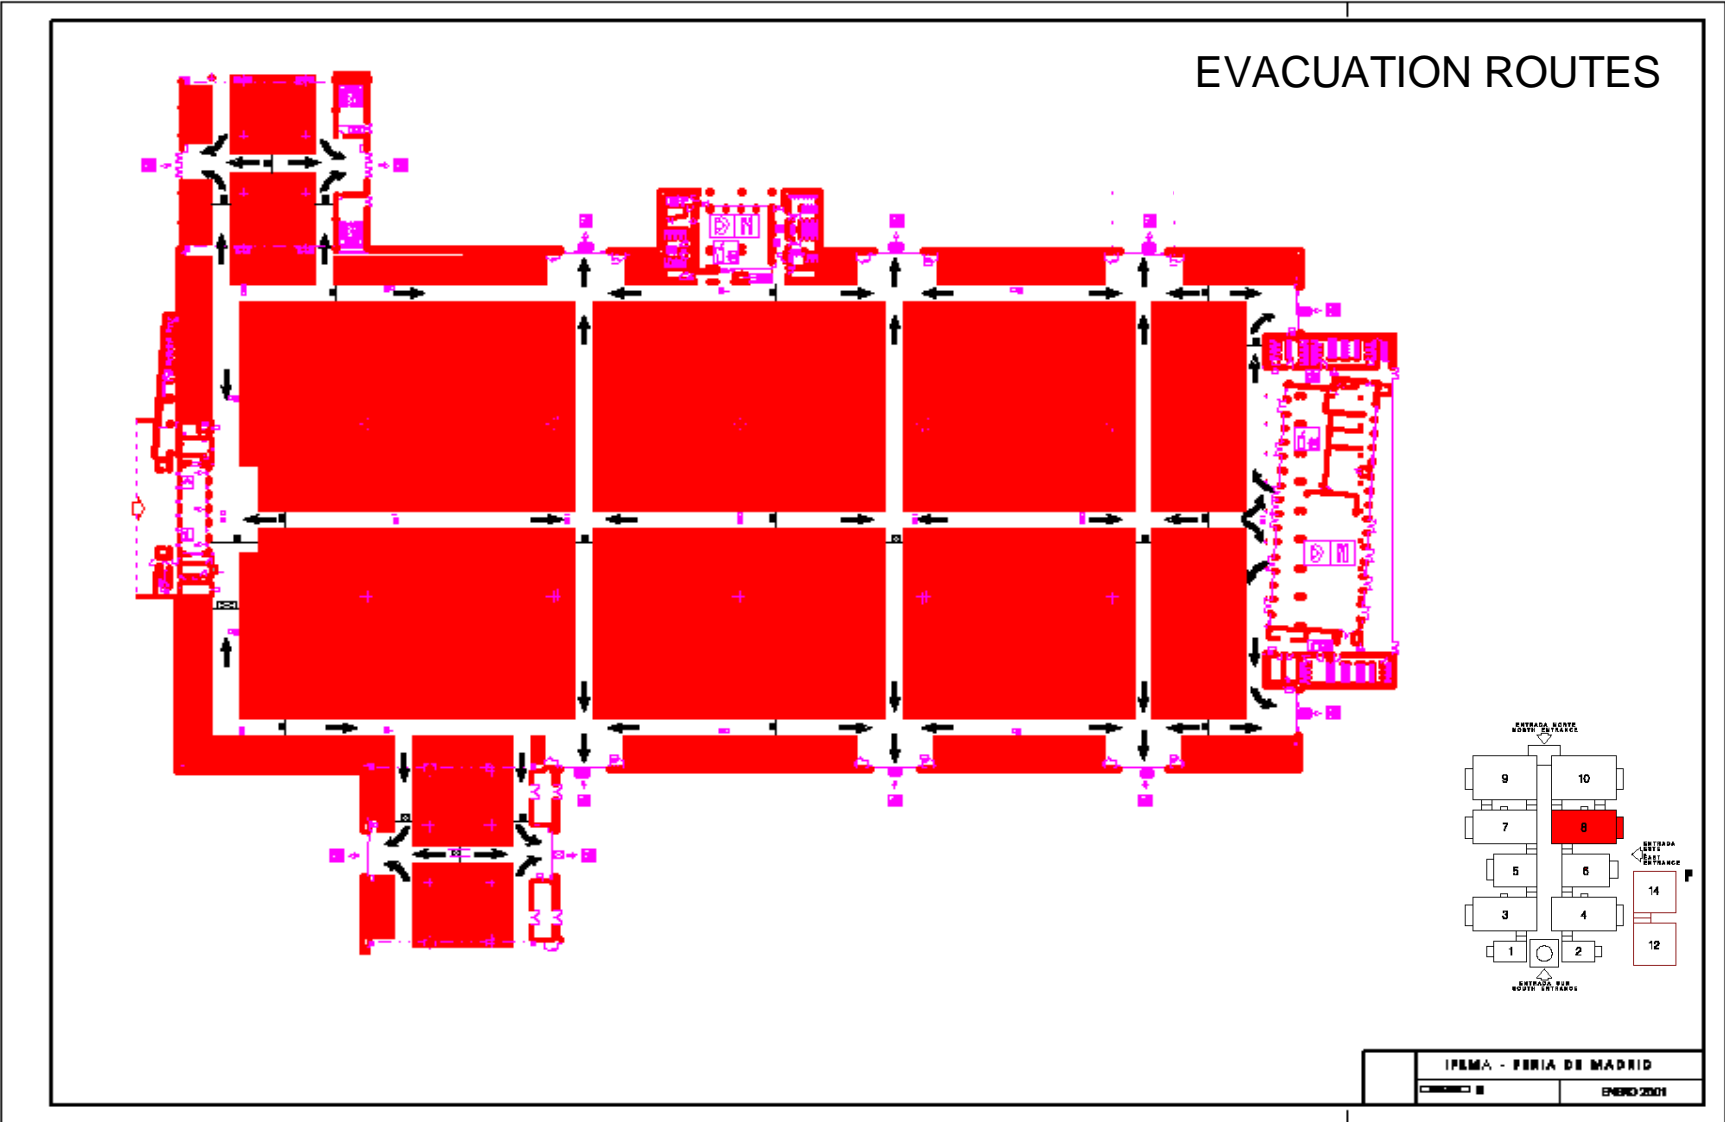 EVACUATION ROUTES
ENTRADA NORTE
NORTH ENTRANCE
9
10
7
8
ENTRADA
ESTE
EAST
ENTRANCE
5
6
14
3
4
12
1
2
ENTRADA SUR
SOUTH ENTRANCE
IFEMA - FERIA DE MADRID
ENERO 2001